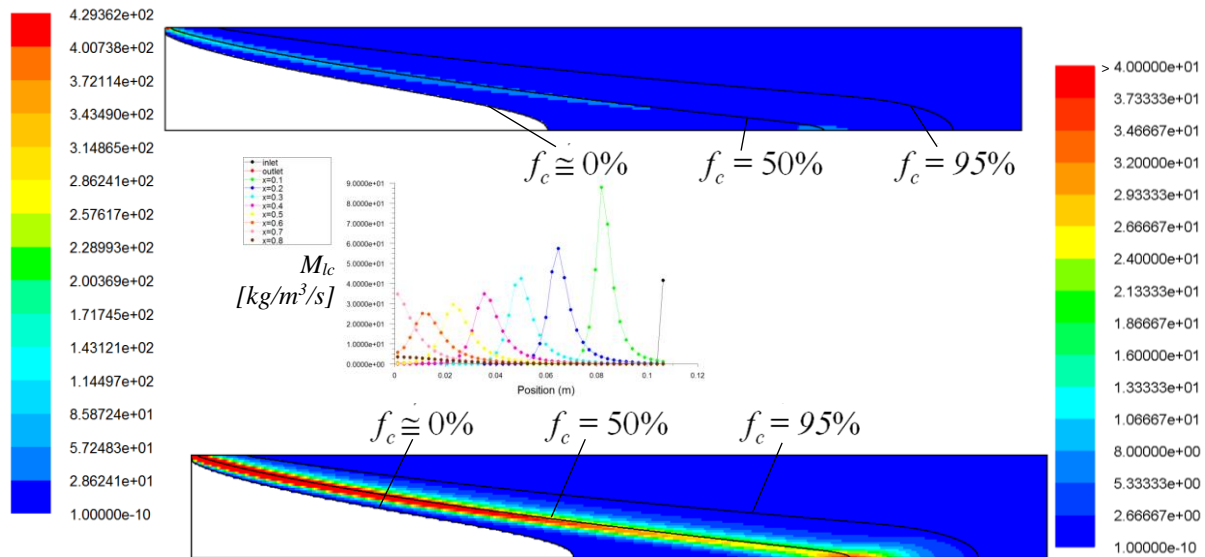 4.29362e+02
4.00738e+02
3.72114e+02
3.43490e+02
3.14865e+02
2.86241e+02
2.57617e+02
2.28993e+02
2.00369e+02
1.71745e+02
1.43121e+02
1.14497e+02
8.58724e+01
5.72483e+01
2.86241e+01
1.00000e-10
f_c ≅ 0%
f_c = 50%
f_c = 95%
inlet
outlet
x=0.1
x=0.2
x=0.3
x=0.4
x=0.5
x=0.6
x=0.7
x=0.8
M_lc
[kg/m³/s]
9.0000e+01
8.0000e+01
7.0000e+01
6.0000e+01
5.0000e+01
4.0000e+01
3.0000e+01
2.0000e+01
1.0000e+01
0.0000e+00
0 0.02 0.04 0.06 0.08 0.1 0.12
Position (m)
f_c ≅ 0%
f_c = 50%
f_c = 95%
> 4.00000e+01
3.73333e+01
3.46667e+01
3.20000e+01
2.93333e+01
2.66667e+01
2.40000e+01
2.13333e+01
1.86667e+01
1.60000e+01
1.33333e+01
1.06667e+01
8.00000e+00
5.33333e+00
2.66667e+00
1.00000e-10